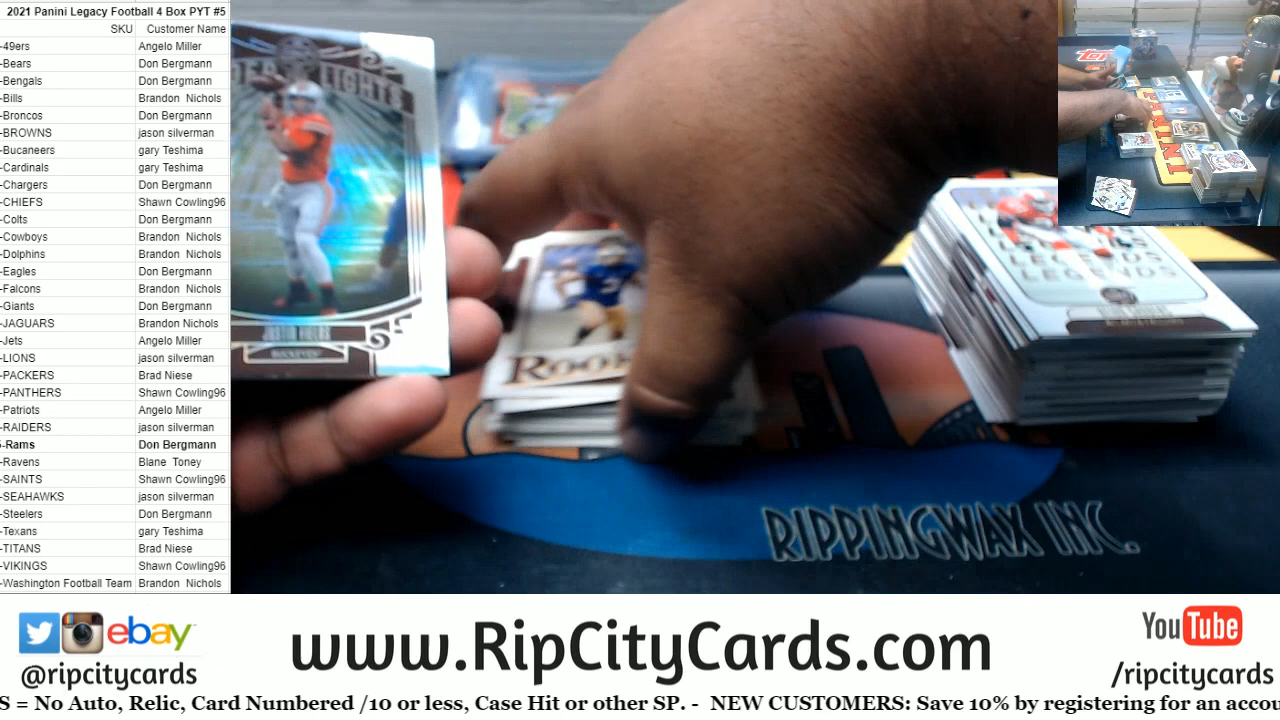 2021 Panini Legacy Football 4 Box PYT #5
SKU Customer Name
-49ers Angelo Miller
-Bears Don Bergmann
-Bengals Don Bergmann
-Bills Brandon Nichols
-Broncos Don Bergmann
-BROWNS jason silverman
-Bucaneers gary Teshima
-Cardinals gary Teshima
-Chargers Don Bergmann
-CHIEFS Shawn Cowling96
-Colts Don Bergmann
-Cowboys Brandon Nichols
-Dolphins Brandon Nichols
-Eagles Don Bergmann
-Falcons Brandon Nichols
-Giants Don Bergmann
-JAGUARS Brandon Nichols
-Jets Angelo Miller
-LIONS jason silverman
-PACKERS Brad Niese
-PANTHERS Shawn Cowling96
-Patriots Angelo Miller
-RAIDERS jason silverman
-Rams Don Bergmann
-Ravens Blane Toney
-SAINTS Shawn Cowling96
-SEAHAWKS jason silverman
-Steelers Don Bergmann
-Texans gary Teshima
-TITANS Brad Niese
-VIKINGS Shawn Cowling96
-Washington Football Team Brandon Nichols
LIGHTS
JUSTIN FIELDS
BUCKEYES
LEGENDS
RIPPINGWAX INC.
PANINI
ebay
@ripcitycards
www.RipCityCards.com
YouTube
/ripcitycards
S = No Auto, Relic, Card Numbered /10 or less, Case Hit or other SP. - NEW CUSTOMERS: Save 10% by registering for an accou